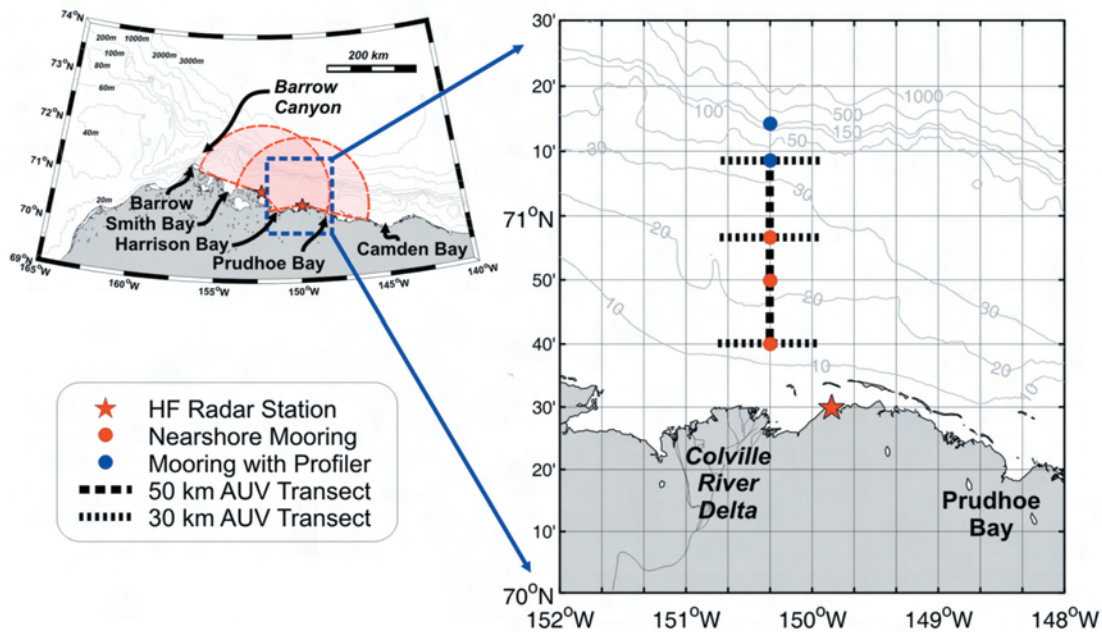 74°N
73°N
72°N
71°N
70°N
69°N
165°W
160°W
155°W
150°W
145°W
140°W
200m 1000m
100m 2000m 3000m
80m
60m
40m
20m
200 km
Barrow
Canyon
Barrow
Smith Bay
Harrison Bay
Prudhoe Bay
Camden Bay
HF Radar Station
Nearshore Mooring
Mooring with Profiler
50 km AUV Transect
30 km AUV Transect
30'
20'
10'
71°N
50'
40'
30'
20'
10'
70°N
152°W
151°W
150°W
149°W
148°W
1000
500
150
100
50
30
30
20
20
30
10
10
20
10
Colville
River
Delta
Prudhoe
Bay